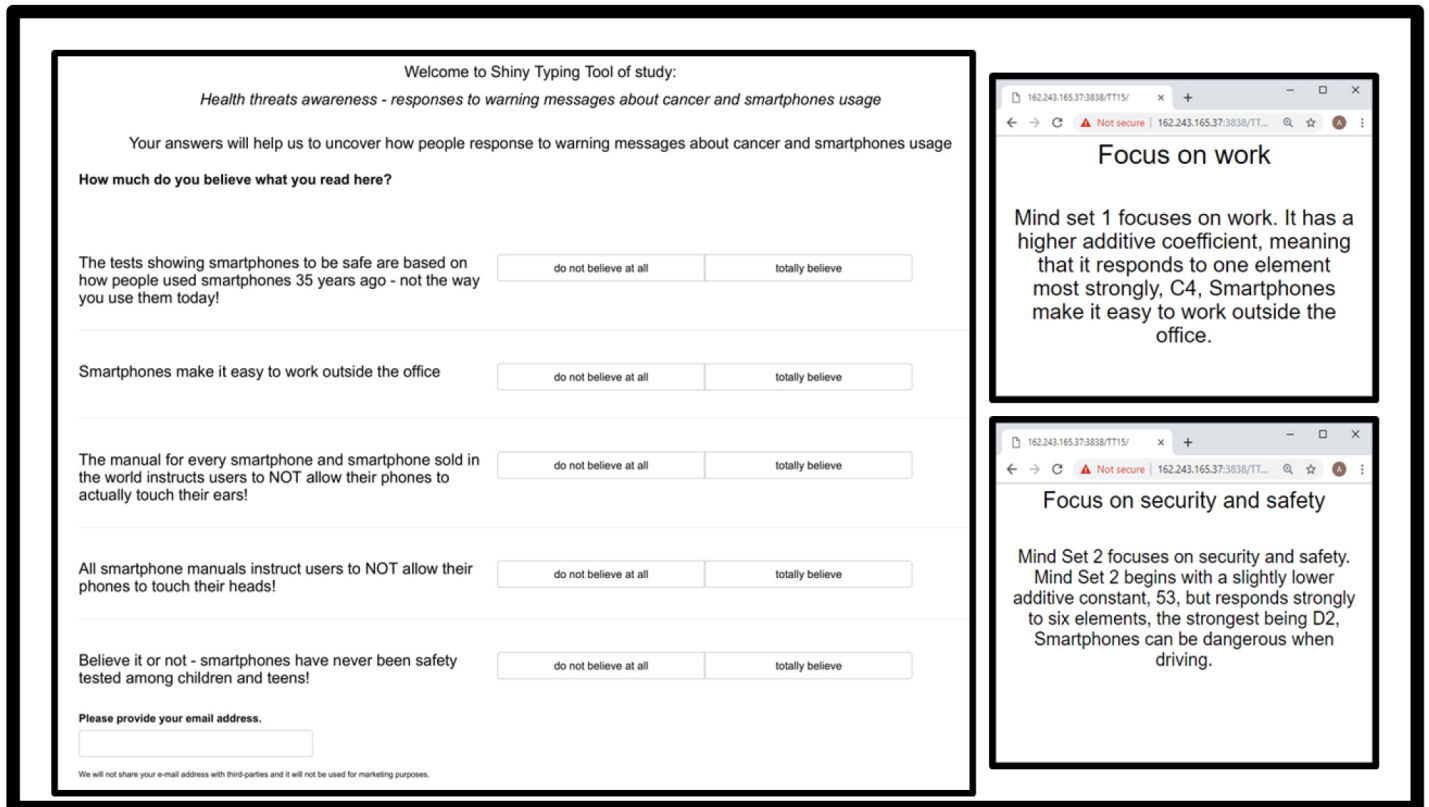 Welcome to Shiny Typing Tool of study:
Health threats awareness - responses to warning messages about cancer and smartphones usage
Your answers will help us to uncover how people response to warning messages about cancer and smartphones usage
How much do you believe what you read here?
The tests showing smartphones to be safe are based on
how people used smartphones 35 years ago - not the way
you use them today!
do not believe at all
totally believe
Smartphones make it easy to work outside the office
do not believe at all
totally believe
The manual for every smartphone and smartphone sold in
the world instructs users to NOT allow their phones to
actually touch their ears!
do not believe at all
totally believe
All smartphone manuals instruct users to NOT allow their
phones to touch their heads!
do not believe at all
totally believe
Believe it or not - smartphones have never been safety
tested among children and teens!
do not believe at all
totally believe
Please provide your email address.
We will not share your e-mail address with third-parties and it will not be used for marketing purposes.
162.243.165.37:3838/TT15/
Not secure | 162.243.165.37:3838/TT...
A
Focus on work
Mind set 1 focuses on work. It has a
higher additive coefficient, meaning
that it responds to one element
most strongly, C4, Smartphones
make it easy to work outside the
office.
162.243.165.37:3838/TT15/
Not secure | 162.243.165.37:3838/TT...
A
Focus on security and safety
Mind Set 2 focuses on security and safety.
Mind Set 2 begins with a slightly lower
additive constant, 53, but responds strongly
to six elements, the strongest being D2,
Smartphones can be dangerous when
driving.